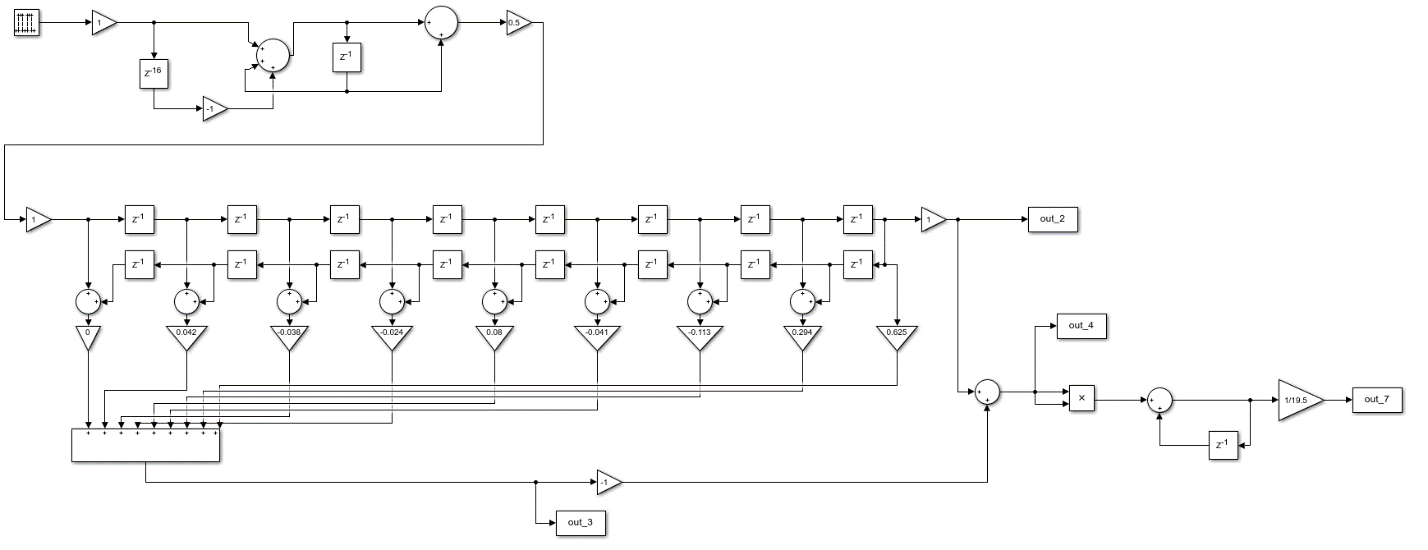 1
+
+
+
z-16
-1
z-1
+
+
0.5
1
z-1
z-1
z-1
z-1
z-1
z-1
z-1
z-1
1
out_2
z-1
z-1
z-1
z-1
z-1
z-1
z-1
z-1
+ +
+ +
+ +
+ +
+ +
+ +
+ +
+ +
0
0.042
-0.038
-0.024
0.08
-0.041
-0.113
0.294
0.625
out_4
+
+
×
+
+
1/19.5
out_7
z-1
+ + + + + + + + +
-1
out_3